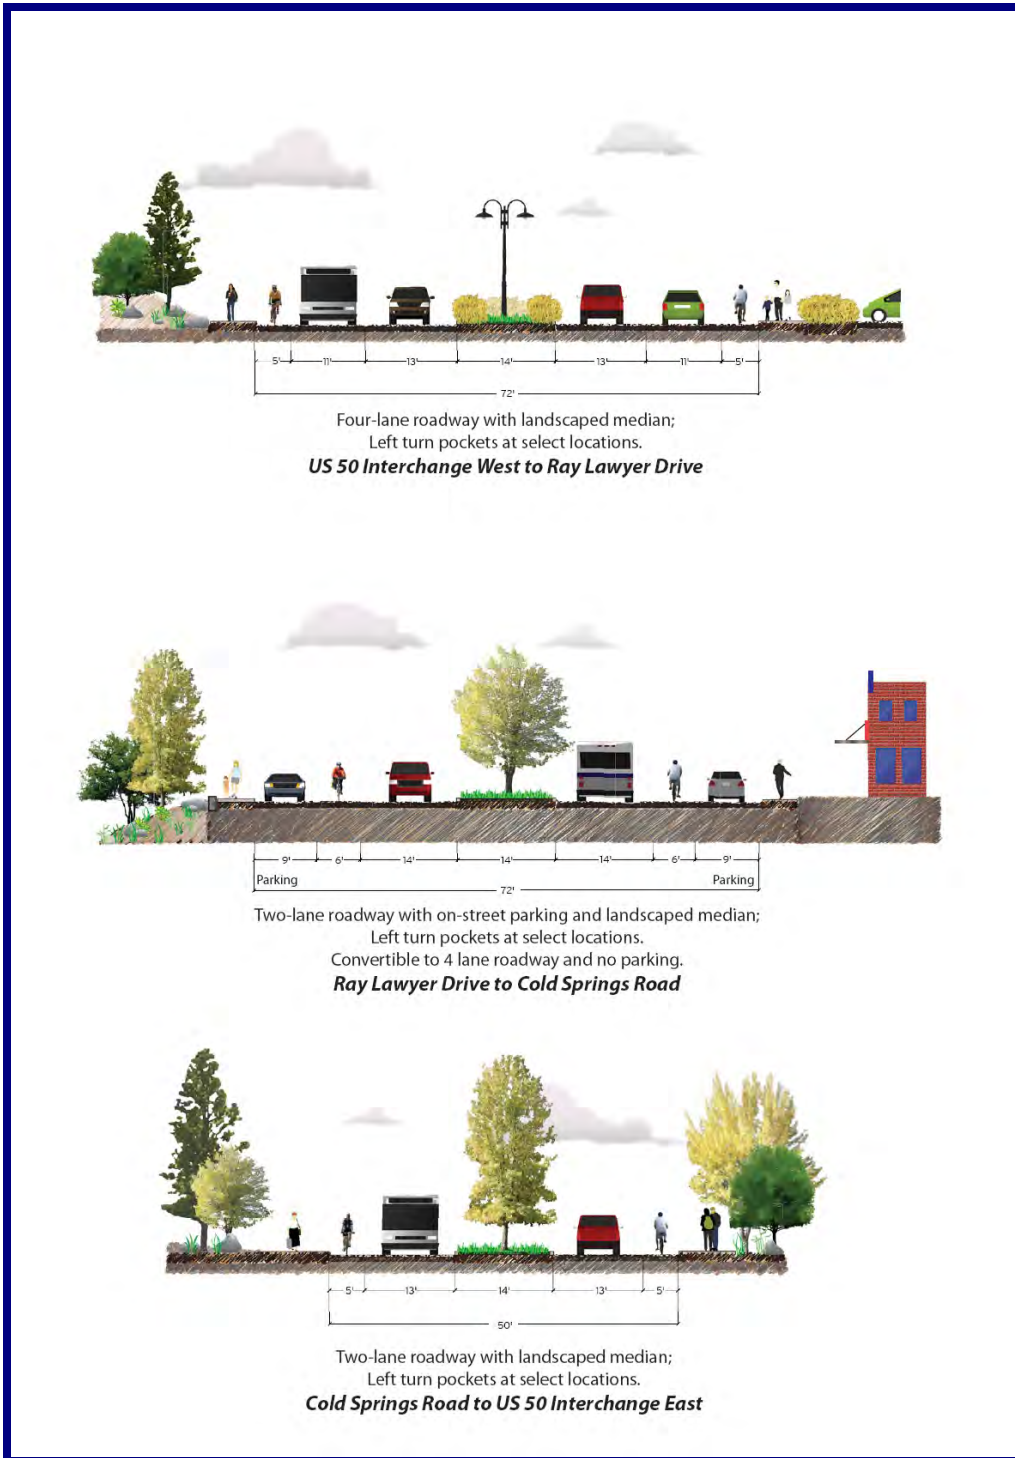 5' 11' 13' 14' 13' 11' 5'
72'
Four-lane roadway with landscaped median;
Left turn pockets at select locations.
US 50 Interchange West to Ray Lawyer Drive
9' 6' 14' 14' 14' 6' 9'
Parking Parking
72'
Two-lane roadway with on-street parking and landscaped median;
Left turn pockets at select locations.
Convertible to 4 lane roadway and no parking.
Ray Lawyer Drive to Cold Springs Road
5' 13' 14' 13' 5'
50'
Two-lane roadway with landscaped median;
Left turn pockets at select locations.
Cold Springs Road to US 50 Interchange East